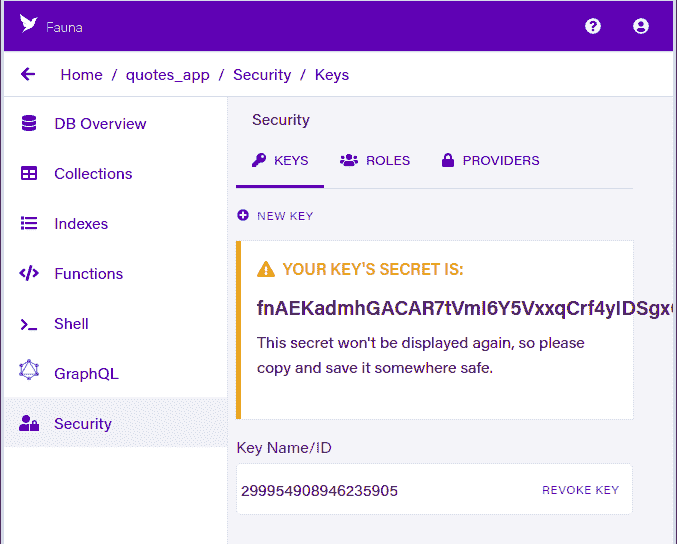 Fauna
Home / quotes_app / Security / Keys
DB Overview
Collections
Indexes
Functions
Shell
GraphQL
Security
Security
KEYS ROLES PROVIDERS
NEW KEY
YOUR KEY'S SECRET IS:
This secret won't be displayed again, so please
copy and save it somewhere safe.
Key Name/ID
299954908946235905 REVOKE KEY